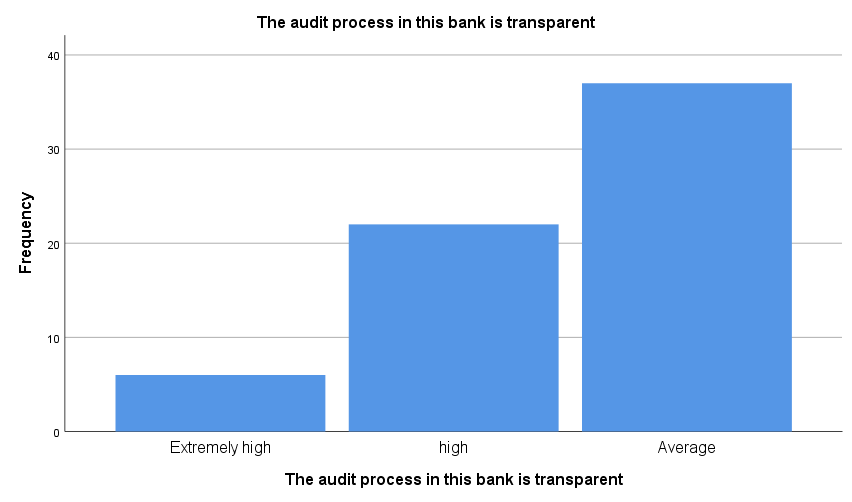 The audit process in this bank is transparent
40
30
20
10
0
Frequency
Extremely high
high
Average
The audit process in this bank is transparent